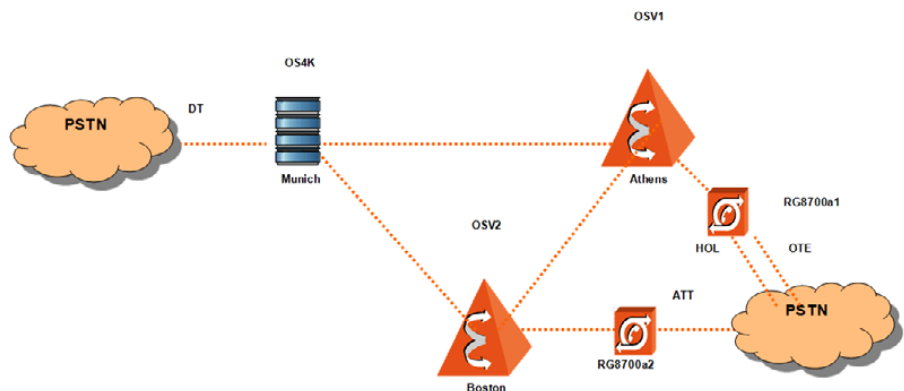 OSV1
OS4K
DT
PSTN
Munich
Athens
RG8700a1
OSV2
HOL
OTE
ATT
PSTN
RG8700a2
Boston